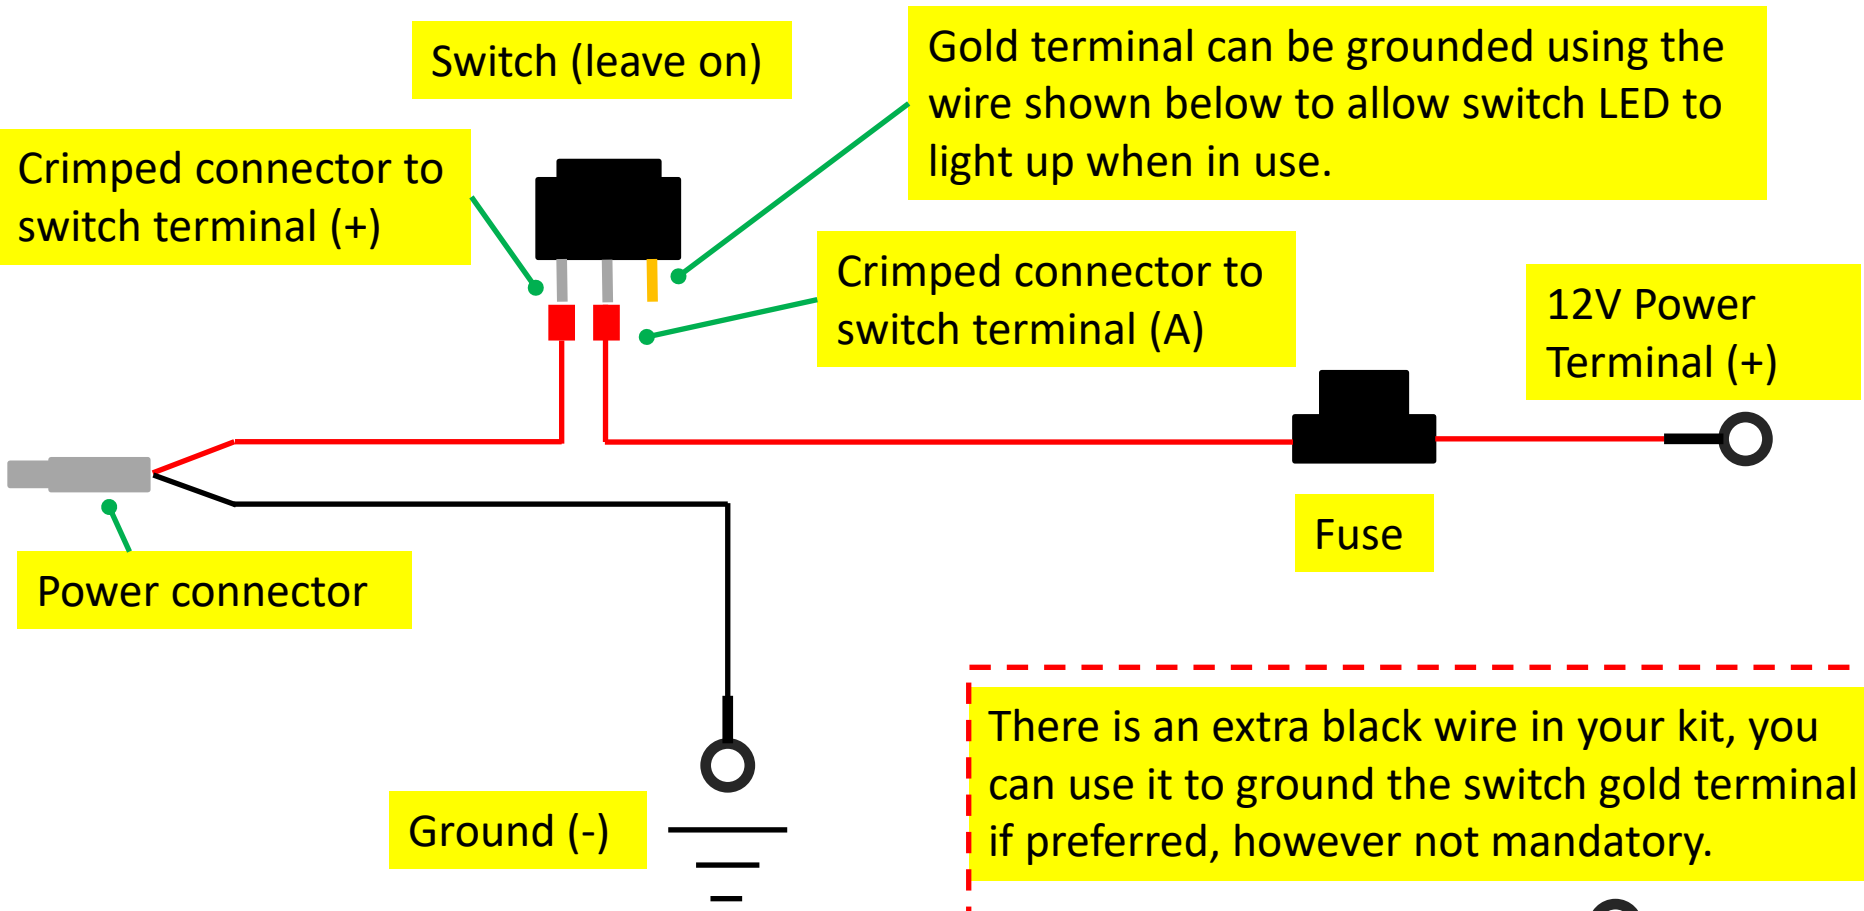 Switch (leave on)
Gold terminal can be grounded using the
wire shown below to allow switch LED to
light up when in use.
Crimped connector to
switch terminal (+)
Crimped connector to
switch terminal (A)
12V Power
Terminal (+)
Fuse
Power connector
There is an extra black wire in your kit, you
can use it to ground the switch gold terminal
if preferred, however not mandatory.
Ground (-)